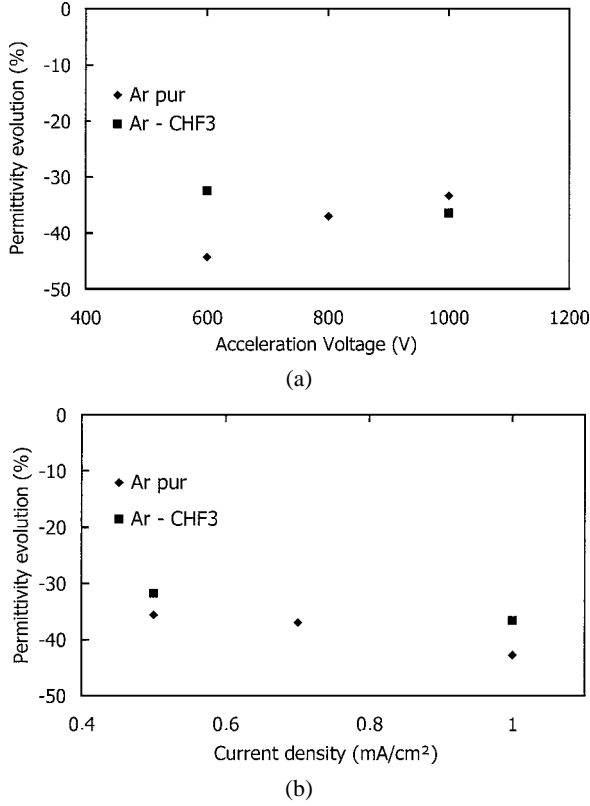 0
-10
-20
-30
-40
-50
Permittivity evolution (%)
Ar pur
Ar - CHF3
400 600 800 1000 1200
Acceleration Voltage (V)
(a)
0
-10
-20
-30
-40
-50
Permittivity evolution (%)
Ar pur
Ar - CHF3
0.4 0.6 0.8 1
Current density (mA/cm²)
(b)